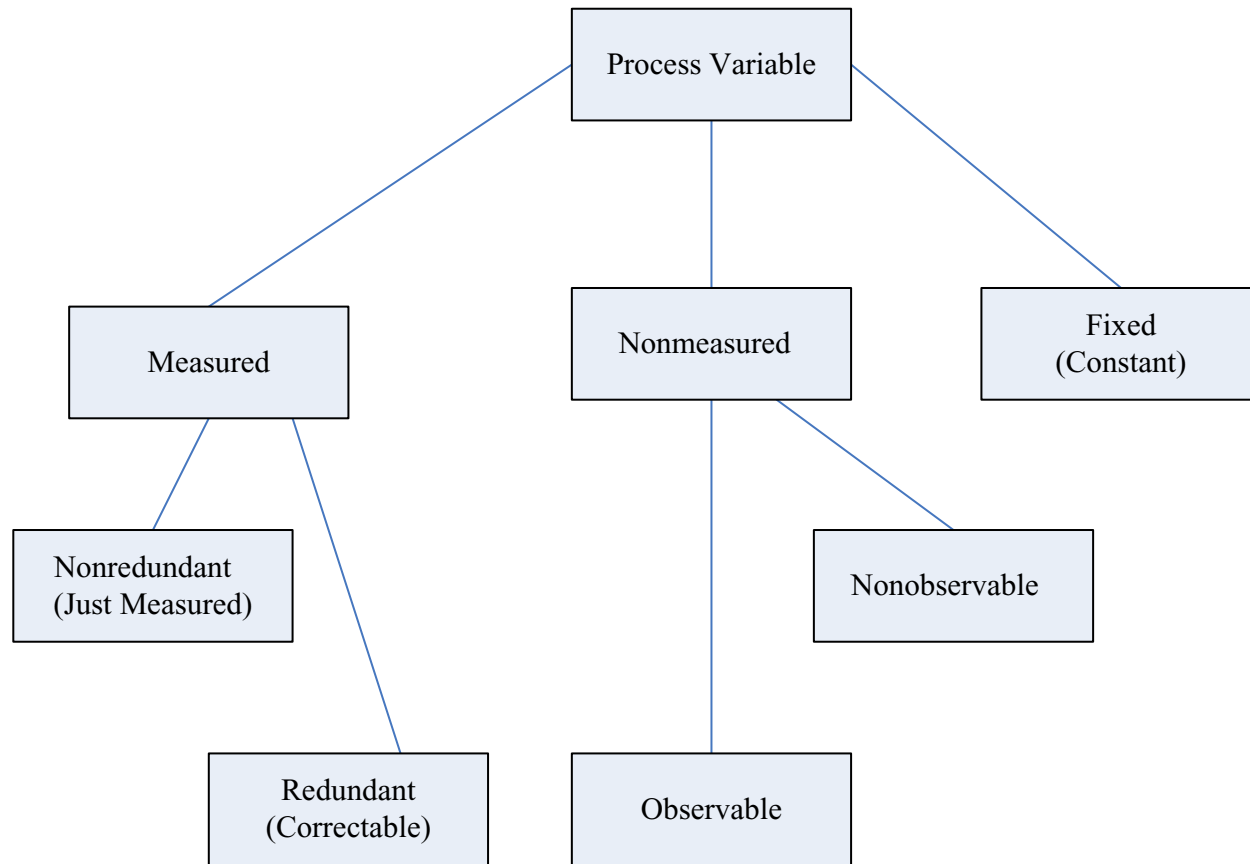 Process Variable
Measured
Nonmeasured
Fixed
(Constant)
Nonredundant
(Just Measured)
Nonobservable
Redundant
(Correctable)
Observable